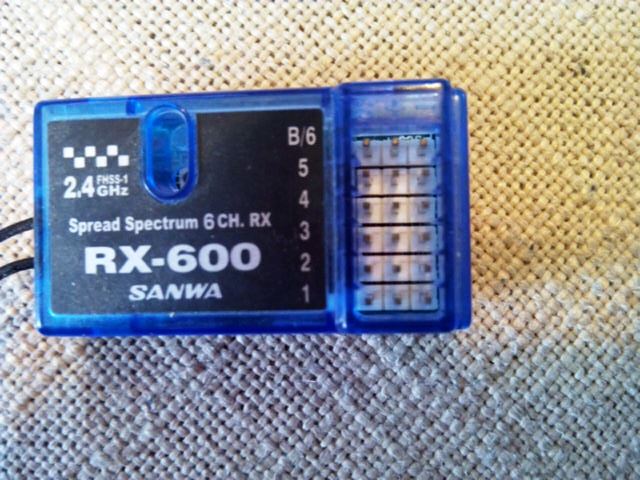 2.4 FHSS-1 GHz
Spread Spectrum 6 CH. RX
RX-600
SANWA
B/6
5
4
3
2
1